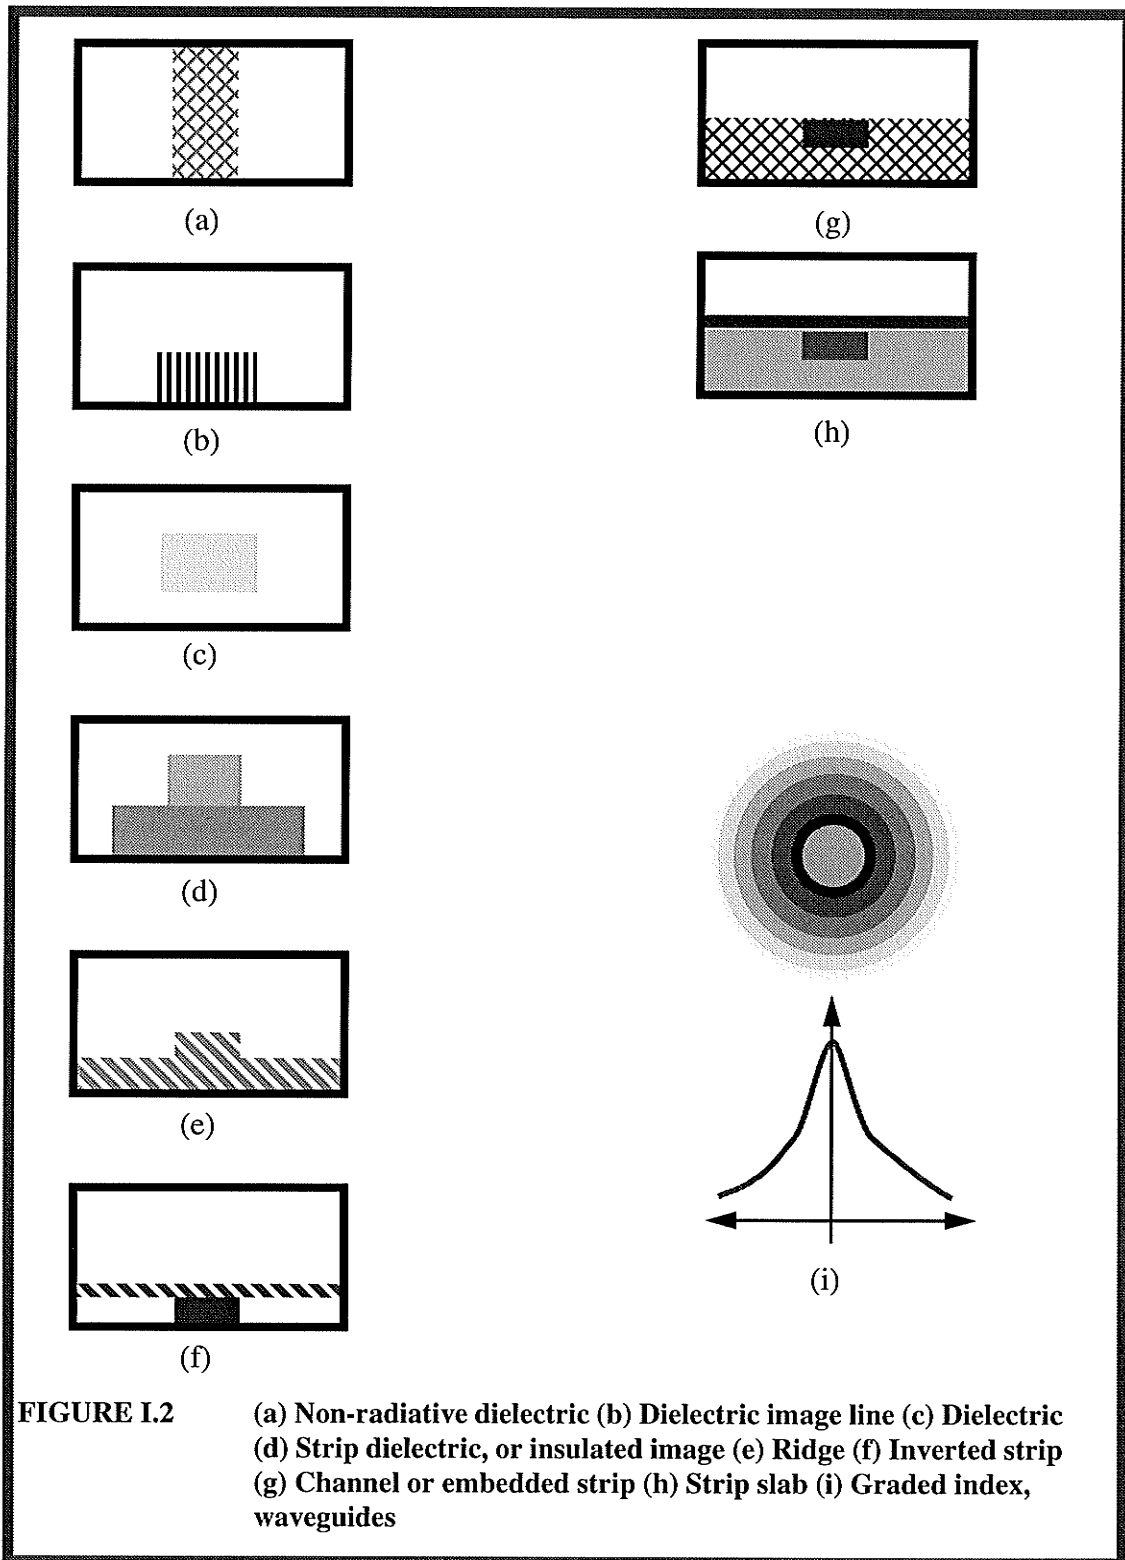 (a)
(g)
(b)
(h)
(c)
(d)
(e)
(i)
(f)
FIGURE I.2 (a) Non-radiative dielectric (b) Dielectric image line (c) Dielectric
(d) Strip dielectric, or insulated image (e) Ridge (f) Inverted strip
(g) Channel or embedded strip (h) Strip slab (i) Graded index,
waveguides